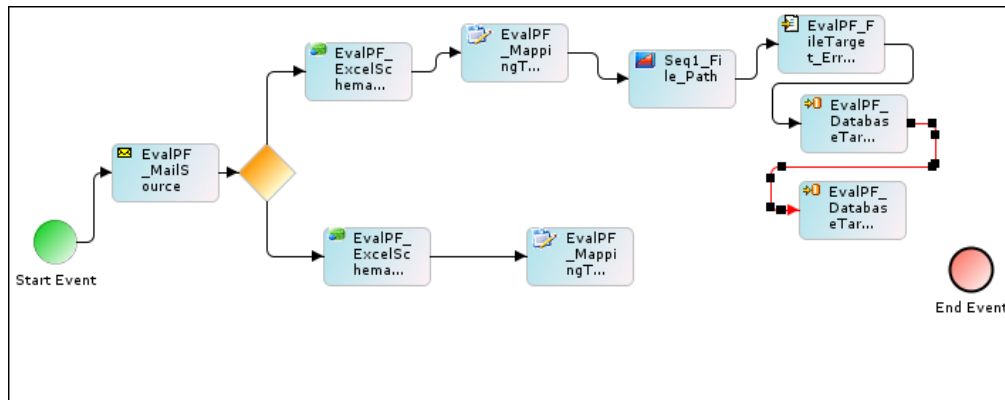 EvalPF_
_ExcelSc
hema...
EvalPF
_Mappi
ngT...
Seq1_Fi
le_Path
EvalPF_F
ileTarge
t_Err...
EvalPF_
Databas
eTar...
EvalPF
_MailS
ource
EvalPF_
Databas
eTar...
EvalPF_
ExcelSc
hema...
EvalPF
_Mappi
ngT...
Start Event
End Event